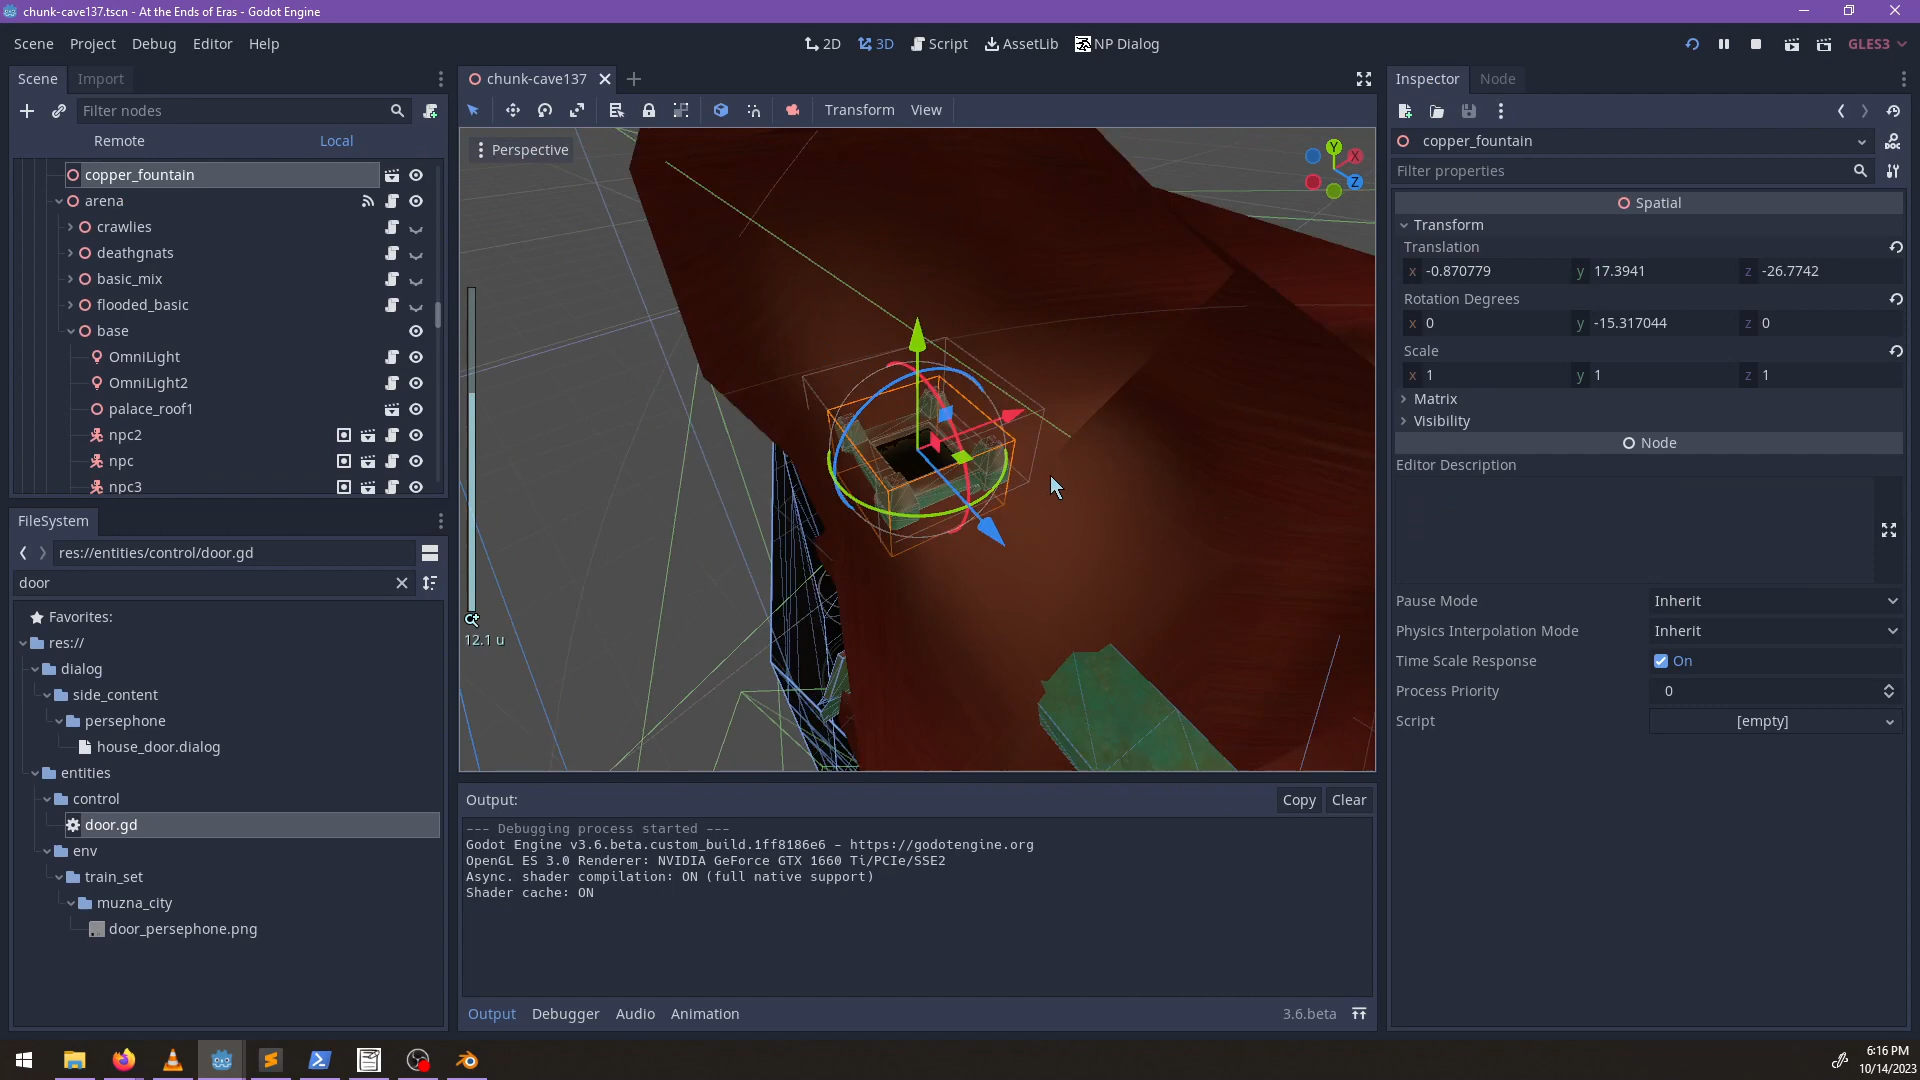 chunk-cave137.tscn - At the Ends of Eras - Godot Engine
Scene Project Debug Editor Help
2D 3D Script AssetLib NP Dialog
GLES3
Scene Import
Filter nodes
Remote Local
copper_fountain
arena
crawlies
deathgnats
basic_mix
flooded_basic
base
OmniLight
OmniLight2
palace_roof1
npc2
npc
npc3
FileSystem
res://entities/control/door.gd
door
Favorites:
res://
dialog
side_content
persephone
house_door.dialog
entities
control
door.gd
env
train_set
muzna_city
door_persephone.png
chunk-cave137
Transform View
Perspective
Y
X
Z
12.1 u
Output:
Copy Clear
--- Debugging process started ---
Godot Engine v3.6.beta.custom_build.1ff8186e6 - https://godotengine.org
OpenGL ES 3.0 Renderer: NVIDIA GeForce GTX 1660 Ti/PCIe/SSE2
Async. shader compilation: ON (full native support)
Shader cache: ON
Output Debugger Audio Animation
3.6.beta
Inspector Node
copper_fountain
Filter properties
Spatial
Transform
Translation
x -0.870779 y 17.3941 z -26.7742
Rotation Degrees
x 0 y -15.317044 z 0
Scale
x 1 y 1 z 1
Matrix
Visibility
Node
Editor Description
Pause Mode Inherit
Physics Interpolation Mode Inherit
Time Scale Response On
Process Priority 0
Script [empty]
6:16 PM
10/14/2023